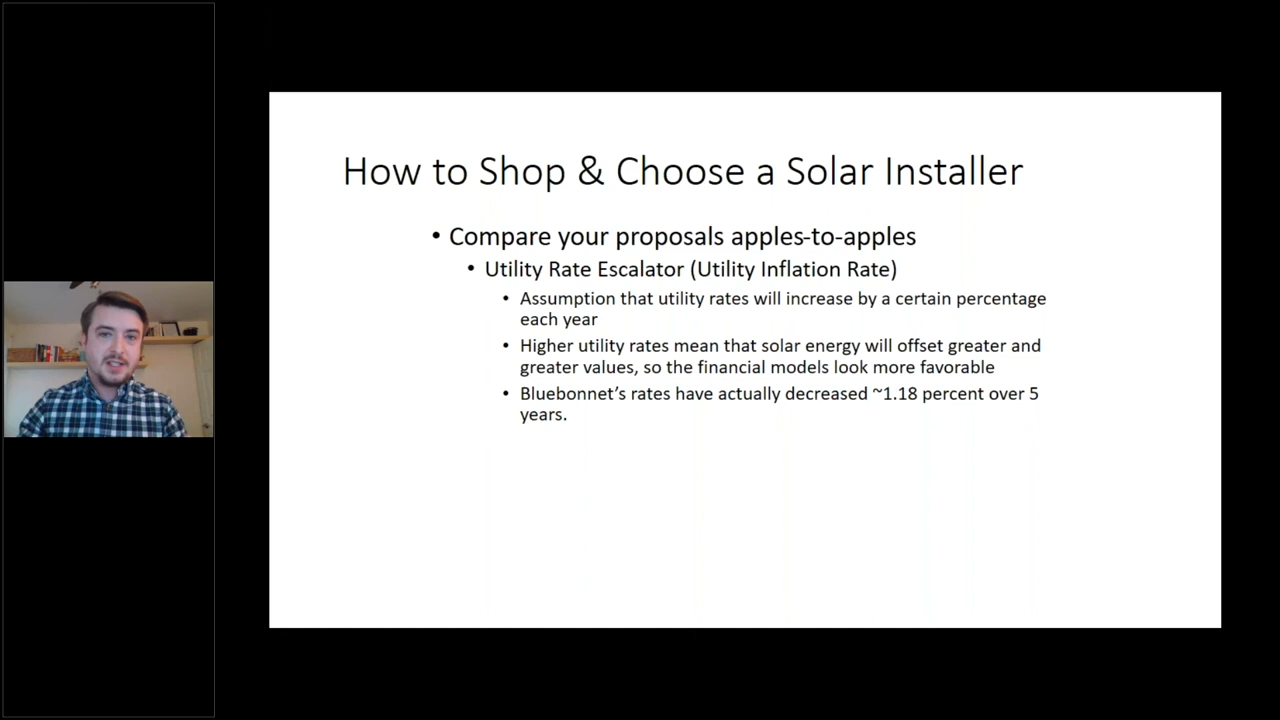 How to Shop & Choose a Solar Installer
• Compare your proposals apples-to-apples
• Utility Rate Escalator (Utility Inflation Rate)
• Assumption that utility rates will increase by a certain percentage
each year
• Higher utility rates mean that solar energy will offset greater and
greater values, so the financial models look more favorable
• Bluebonnet’s rates have actually decreased ~1.18 percent over 5
years.